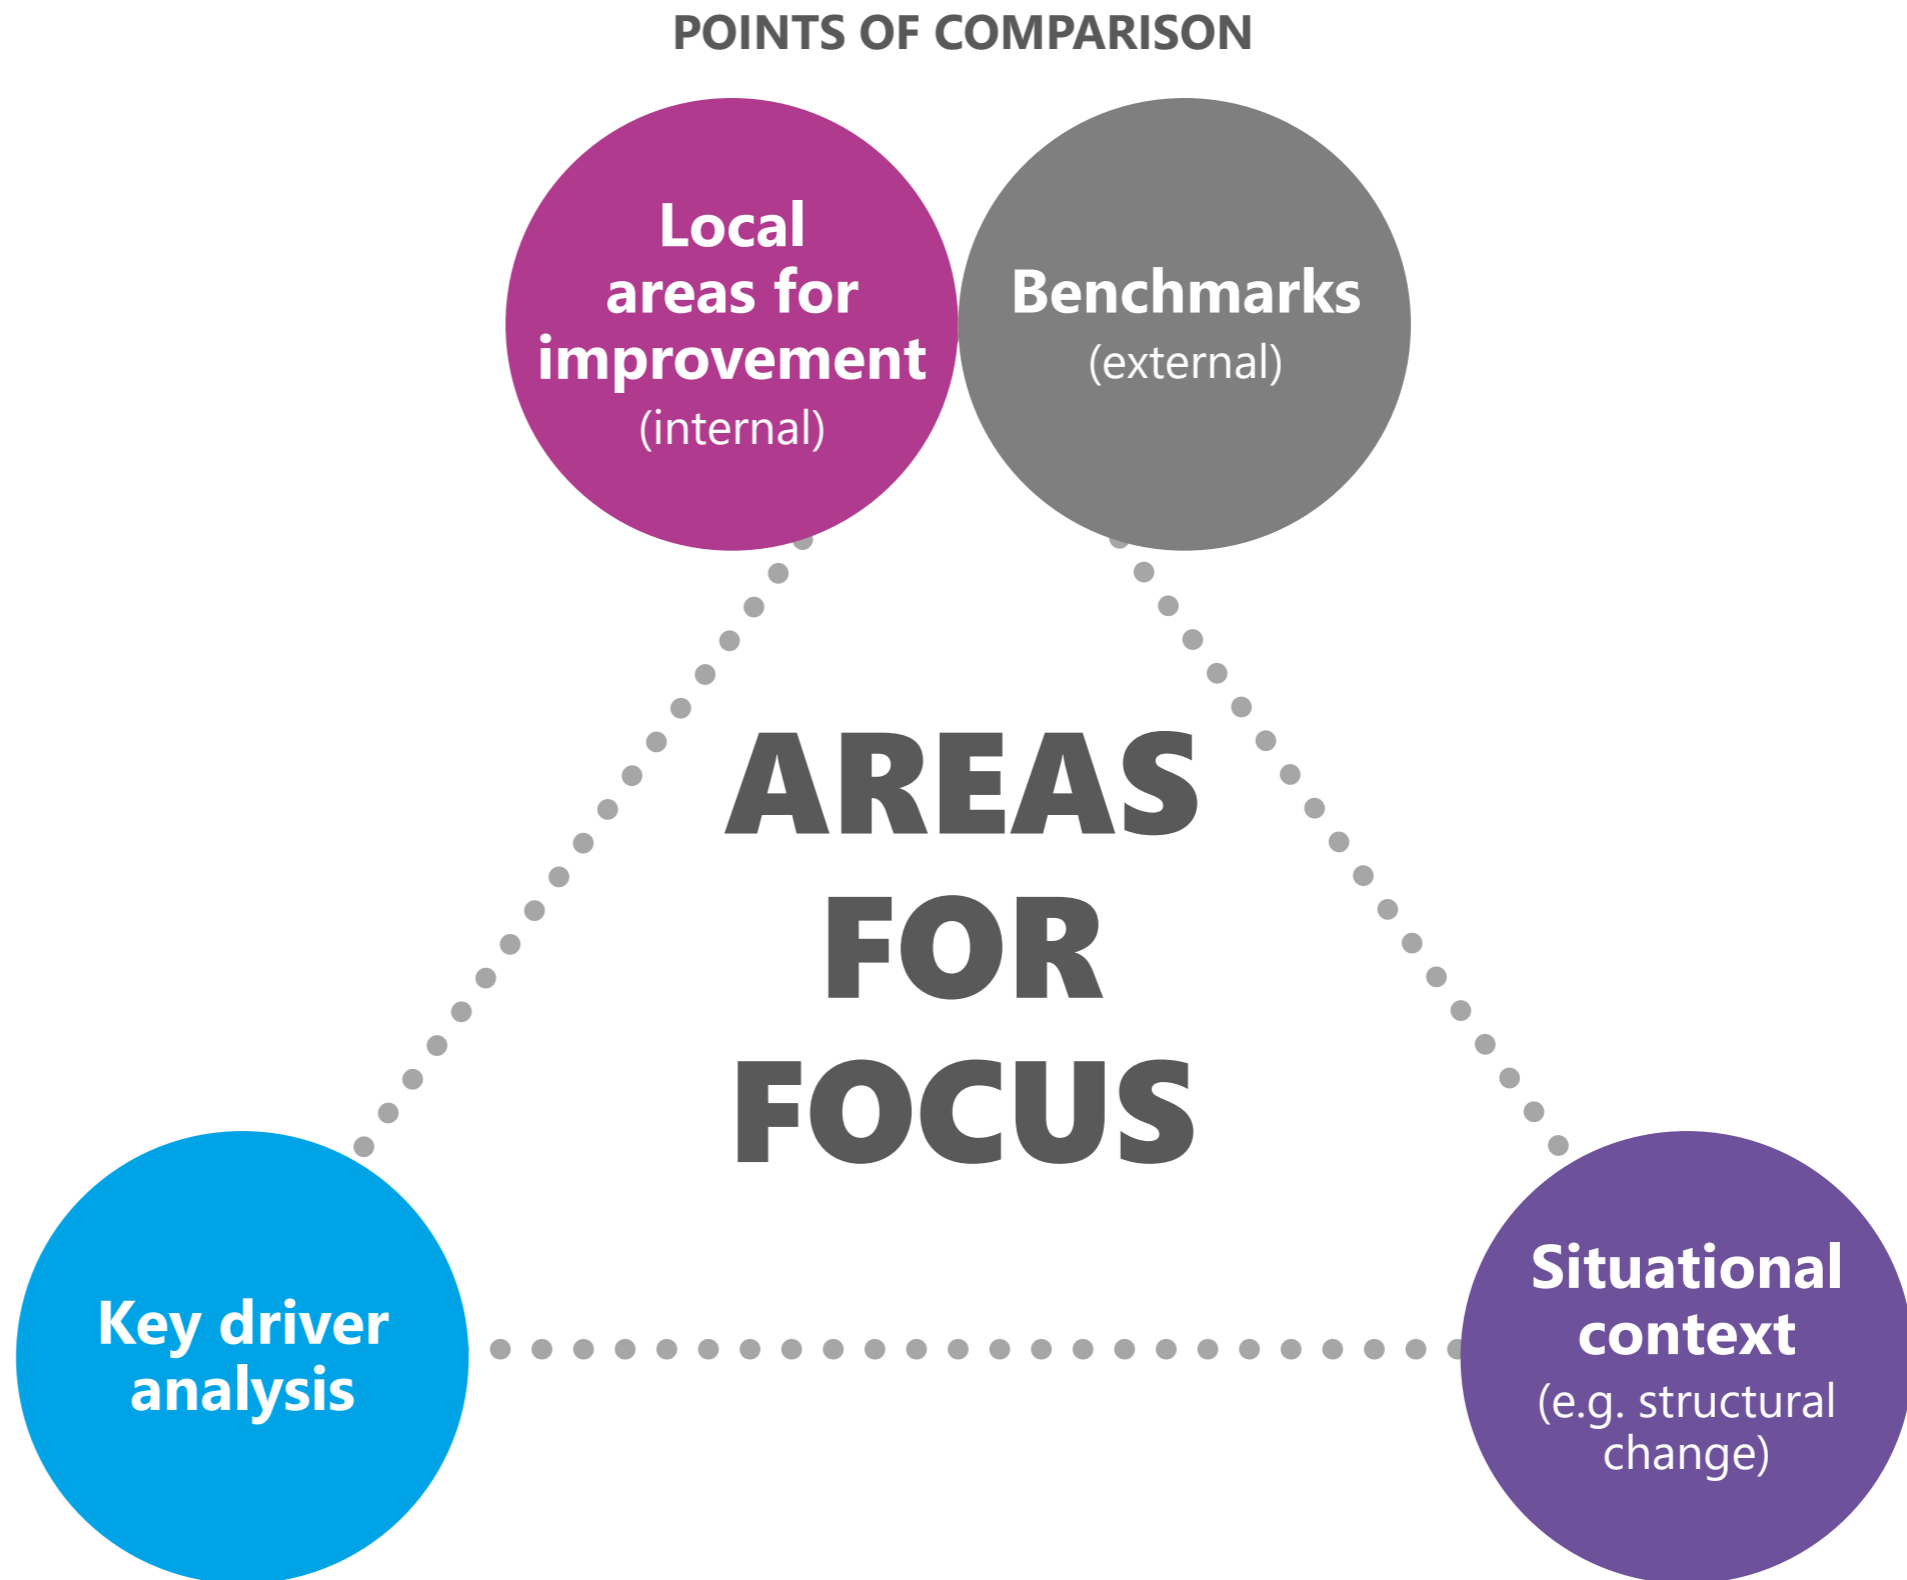 POINTS OF COMPARISON
Local
areas for
improvement
(internal)
Benchmarks
(external)
AREAS
FOR
FOCUS
Key driver
analysis
Situational
context
(e.g. structural
change)